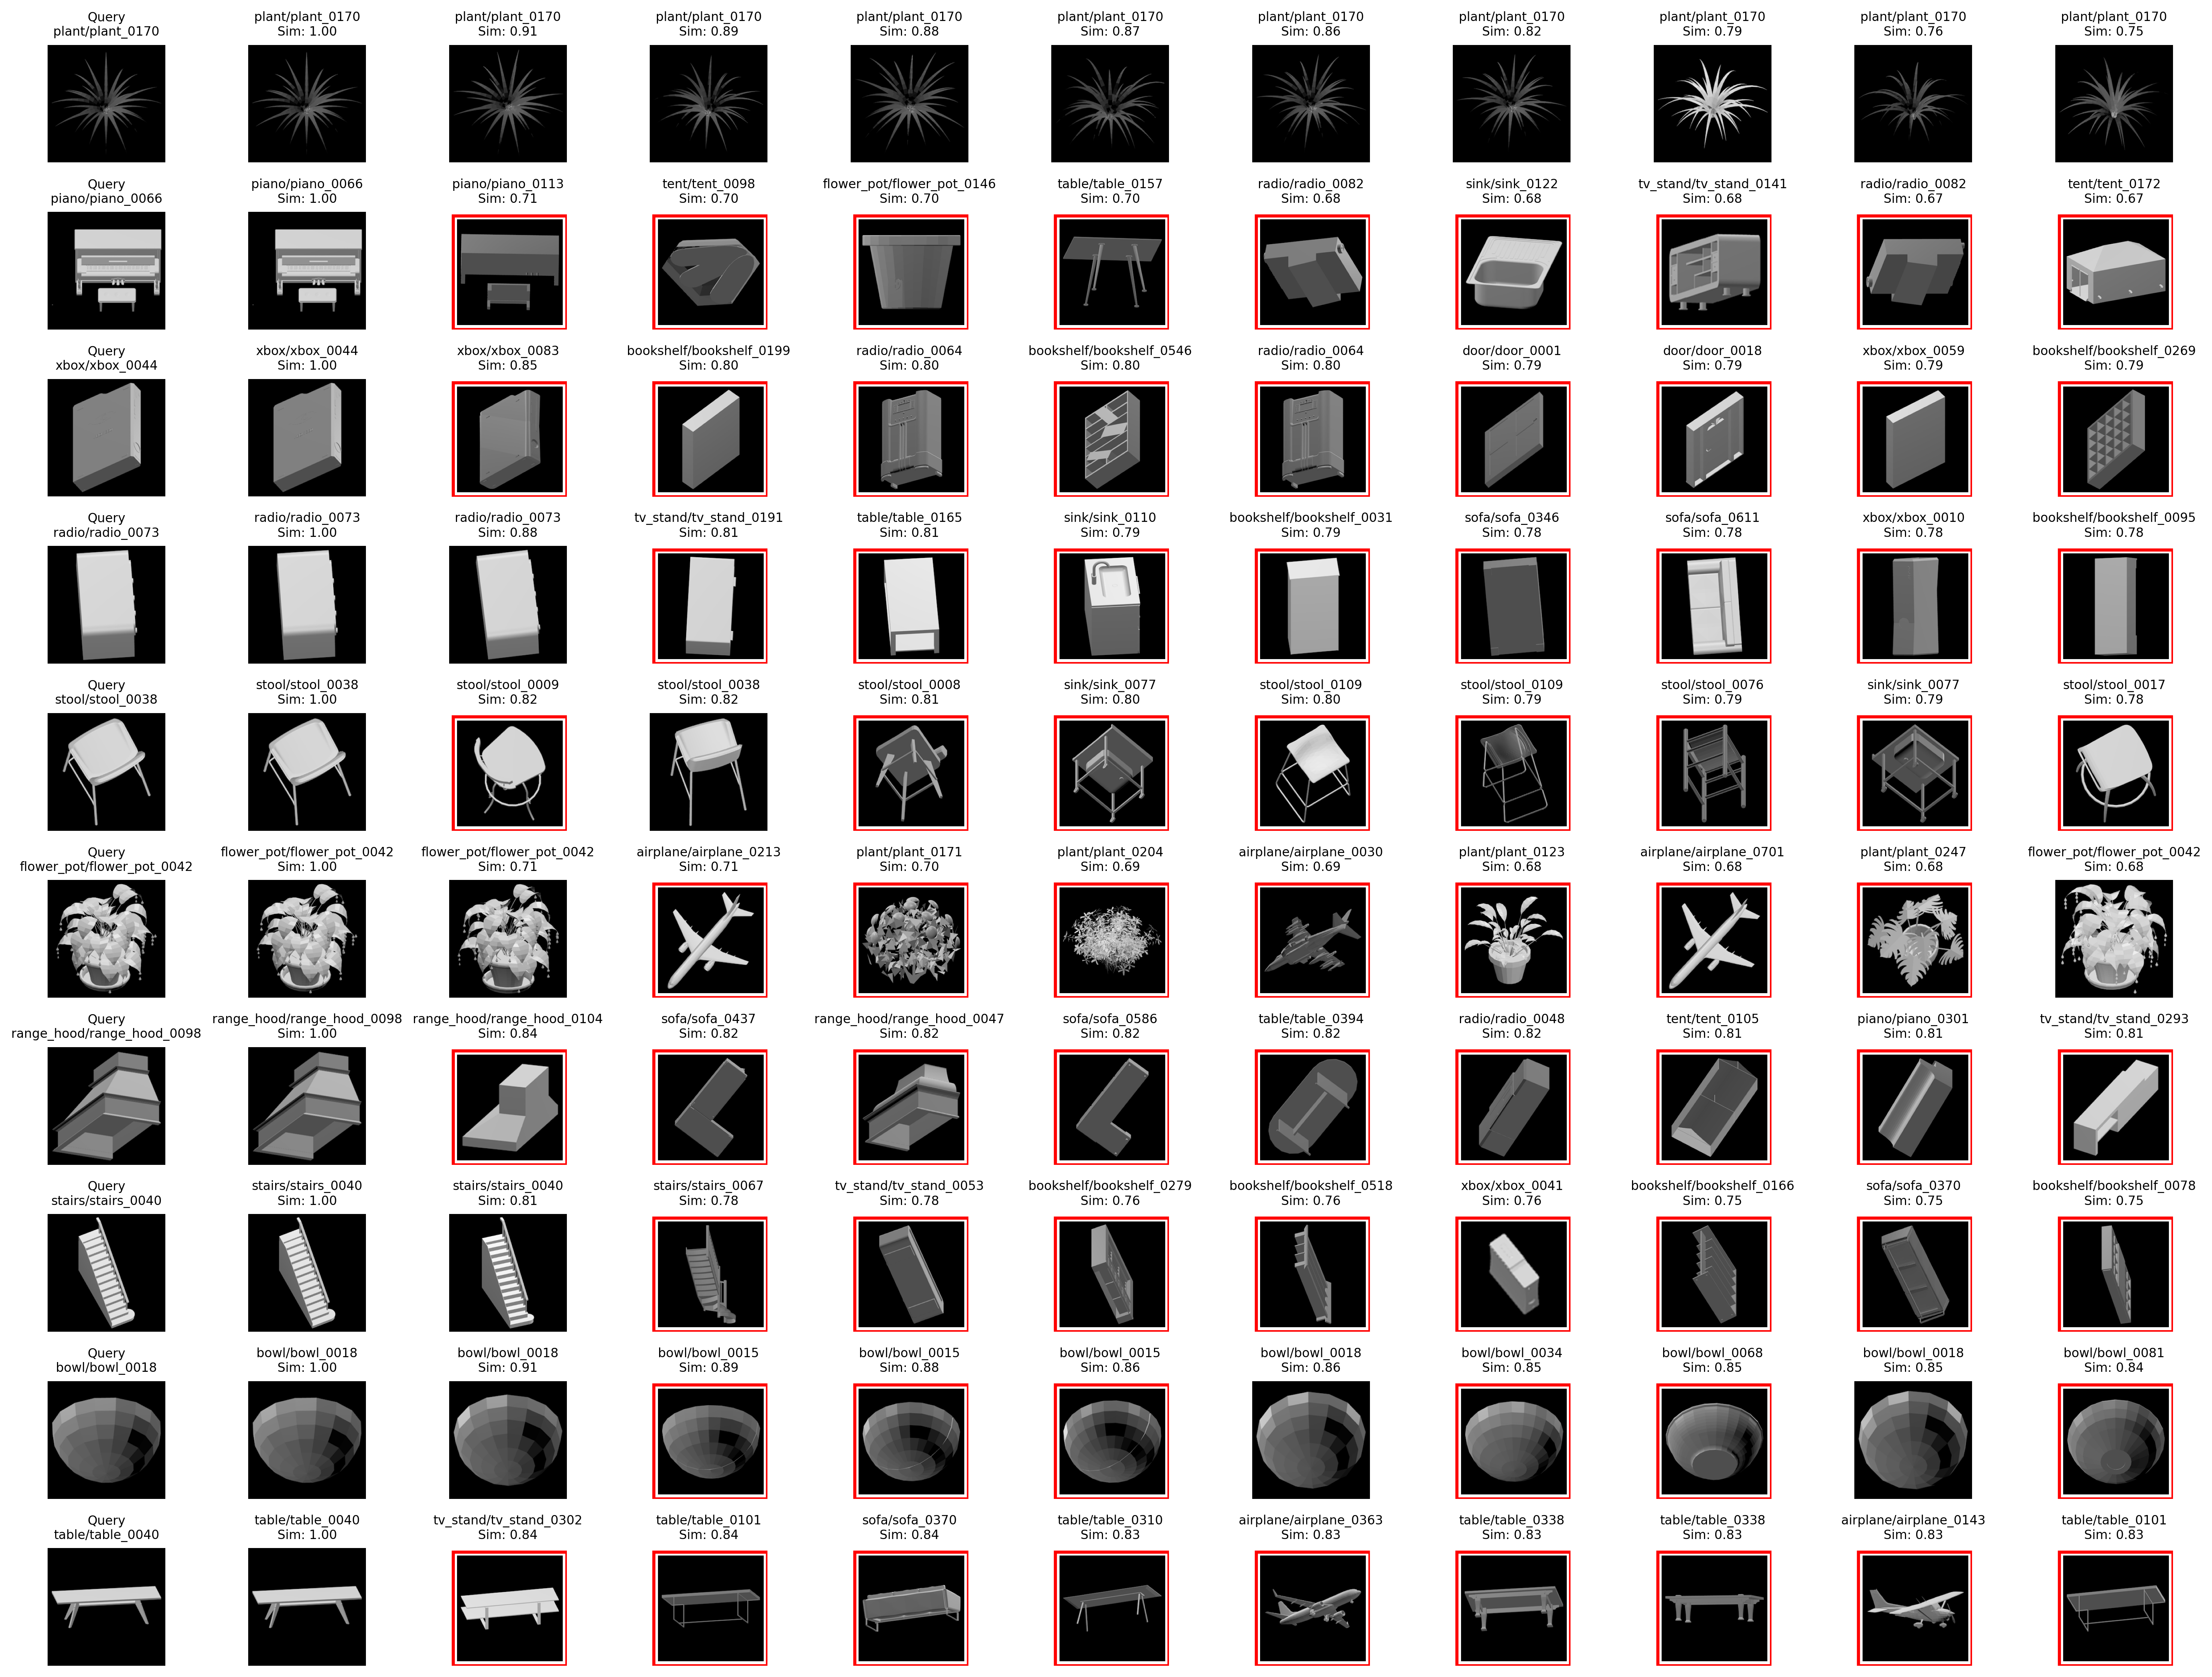 Query
plant/plant_0170
plant/plant_0170
Sim: 1.00
plant/plant_0170
Sim: 0.91
plant/plant_0170
Sim: 0.89
plant/plant_0170
Sim: 0.88
plant/plant_0170
Sim: 0.87
plant/plant_0170
Sim: 0.86
plant/plant_0170
Sim: 0.82
plant/plant_0170
Sim: 0.79
plant/plant_0170
Sim: 0.76
plant/plant_0170
Sim: 0.75
Query
piano/piano_0066
piano/piano_0066
Sim: 1.00
piano/piano_0113
Sim: 0.71
tent/tent_0098
Sim: 0.70
flower_pot/flower_pot_0146
Sim: 0.70
table/table_0157
Sim: 0.70
radio/radio_0082
Sim: 0.68
sink/sink_0122
Sim: 0.68
tv_stand/tv_stand_0141
Sim: 0.68
radio/radio_0082
Sim: 0.67
tent/tent_0172
Sim: 0.67
Query
xbox/xbox_0044
xbox/xbox_0044
Sim: 1.00
xbox/xbox_0083
Sim: 0.85
bookshelf/bookshelf_0199
Sim: 0.80
radio/radio_0064
Sim: 0.80
bookshelf/bookshelf_0546
Sim: 0.80
radio/radio_0064
Sim: 0.80
door/door_0001
Sim: 0.79
door/door_0018
Sim: 0.79
xbox/xbox_0059
Sim: 0.79
bookshelf/bookshelf_0269
Sim: 0.79
Query
radio/radio_0073
radio/radio_0073
Sim: 1.00
radio/radio_0073
Sim: 0.88
tv_stand/tv_stand_0191
Sim: 0.81
table/table_0165
Sim: 0.81
sink/sink_0110
Sim: 0.79
bookshelf/bookshelf_0031
Sim: 0.79
sofa/sofa_0346
Sim: 0.78
sofa/sofa_0611
Sim: 0.78
xbox/xbox_0010
Sim: 0.78
bookshelf/bookshelf_0095
Sim: 0.78
Query
stool/stool_0038
stool/stool_0038
Sim: 1.00
stool/stool_0009
Sim: 0.82
stool/stool_0038
Sim: 0.82
stool/stool_0008
Sim: 0.81
sink/sink_0077
Sim: 0.80
stool/stool_0109
Sim: 0.80
stool/stool_0109
Sim: 0.79
stool/stool_0076
Sim: 0.79
sink/sink_0077
Sim: 0.79
stool/stool_0017
Sim: 0.78
Query
flower_pot/flower_pot_0042
flower_pot/flower_pot_0042
Sim: 1.00
flower_pot/flower_pot_0042
Sim: 0.71
airplane/airplane_0213
Sim: 0.71
plant/plant_0171
Sim: 0.70
plant/plant_0204
Sim: 0.69
airplane/airplane_0030
Sim: 0.69
plant/plant_0123
Sim: 0.68
airplane/airplane_0701
Sim: 0.68
plant/plant_0247
Sim: 0.68
flower_pot/flower_pot_0042
Sim: 0.68
Query
range_hood/range_hood_0098
range_hood/range_hood_0098
Sim: 1.00
range_hood/range_hood_0104
Sim: 0.84
sofa/sofa_0437
Sim: 0.82
range_hood/range_hood_0047
Sim: 0.82
sofa/sofa_0586
Sim: 0.82
table/table_0394
Sim: 0.82
radio/radio_0048
Sim: 0.82
tent/tent_0105
Sim: 0.81
piano/piano_0301
Sim: 0.81
tv_stand/tv_stand_0293
Sim: 0.81
Query
stairs/stairs_0040
stairs/stairs_0040
Sim: 1.00
stairs/stairs_0040
Sim: 0.81
stairs/stairs_0067
Sim: 0.78
tv_stand/tv_stand_0053
Sim: 0.78
bookshelf/bookshelf_0279
Sim: 0.76
bookshelf/bookshelf_0518
Sim: 0.76
xbox/xbox_0041
Sim: 0.76
bookshelf/bookshelf_0166
Sim: 0.75
sofa/sofa_0370
Sim: 0.75
bookshelf/bookshelf_0078
Sim: 0.75
Query
bowl/bowl_0018
bowl/bowl_0018
Sim: 1.00
bowl/bowl_0018
Sim: 0.91
bowl/bowl_0015
Sim: 0.89
bowl/bowl_0015
Sim: 0.88
bowl/bowl_0015
Sim: 0.86
bowl/bowl_0018
Sim: 0.86
bowl/bowl_0034
Sim: 0.85
bowl/bowl_0068
Sim: 0.85
bowl/bowl_0018
Sim: 0.85
bowl/bowl_0081
Sim: 0.84
Query
table/table_0040
table/table_0040
Sim: 1.00
tv_stand/tv_stand_0302
Sim: 0.84
table/table_0101
Sim: 0.84
sofa/sofa_0370
Sim: 0.84
table/table_0310
Sim: 0.83
airplane/airplane_0363
Sim: 0.83
table/table_0338
Sim: 0.83
table/table_0338
Sim: 0.83
airplane/airplane_0143
Sim: 0.83
table/table_0101
Sim: 0.83